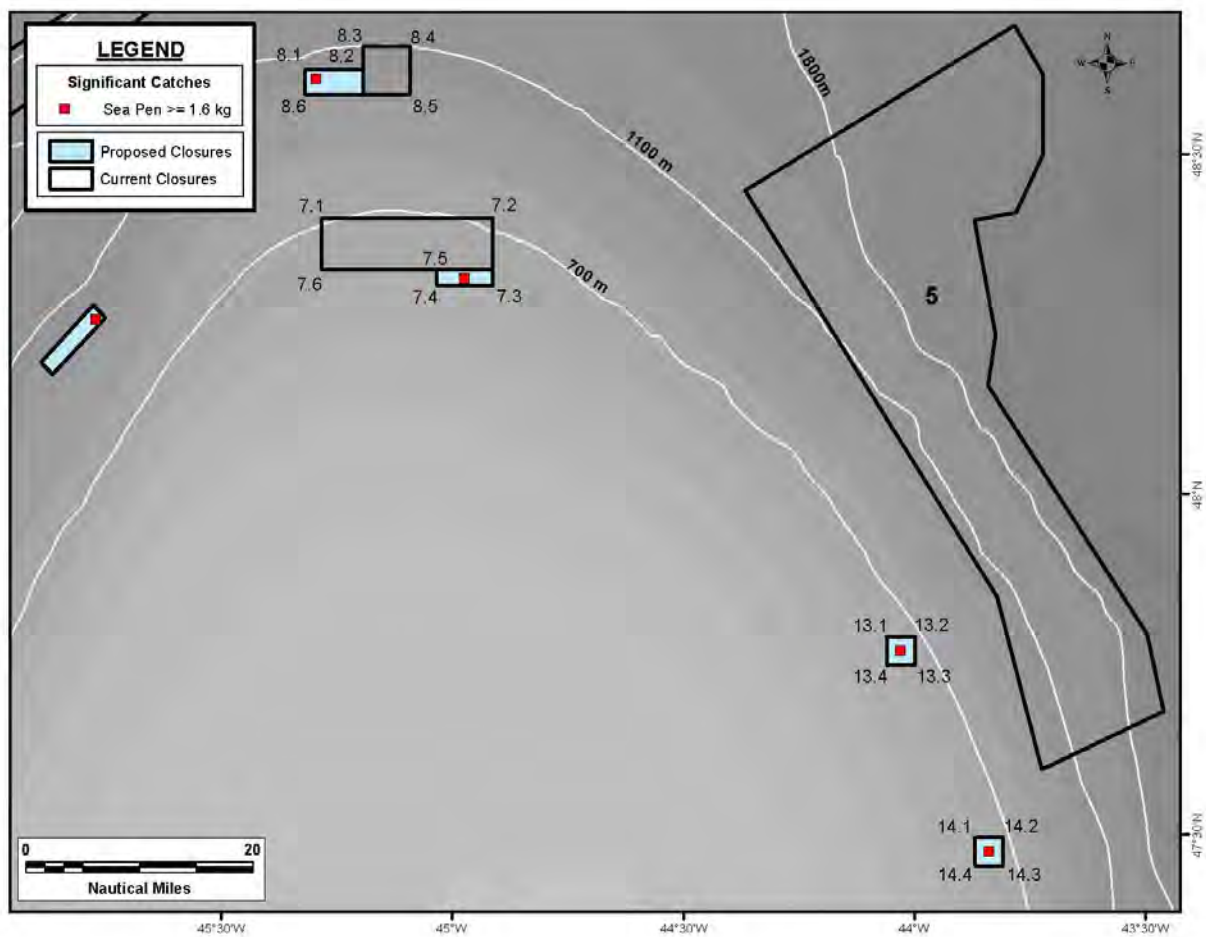 LEGEND
Significant Catches
Sea Pen >= 1.6 kg
Proposed Closures
Current Closures
8.1
8.2
8.3
8.4
8.6
8.5
1800m
N
W
E
S
1100 m
48°30'N
7.1
7.2
7.5
7.6
7.4
7.3
700 m
5
48°N
13.1
13.2
13.4
13.3
14.1
14.2
14.4
14.3
47°30'N
0
20
Nautical Miles
45°30'W
45°W
44°30'W
44°W
43°30'W